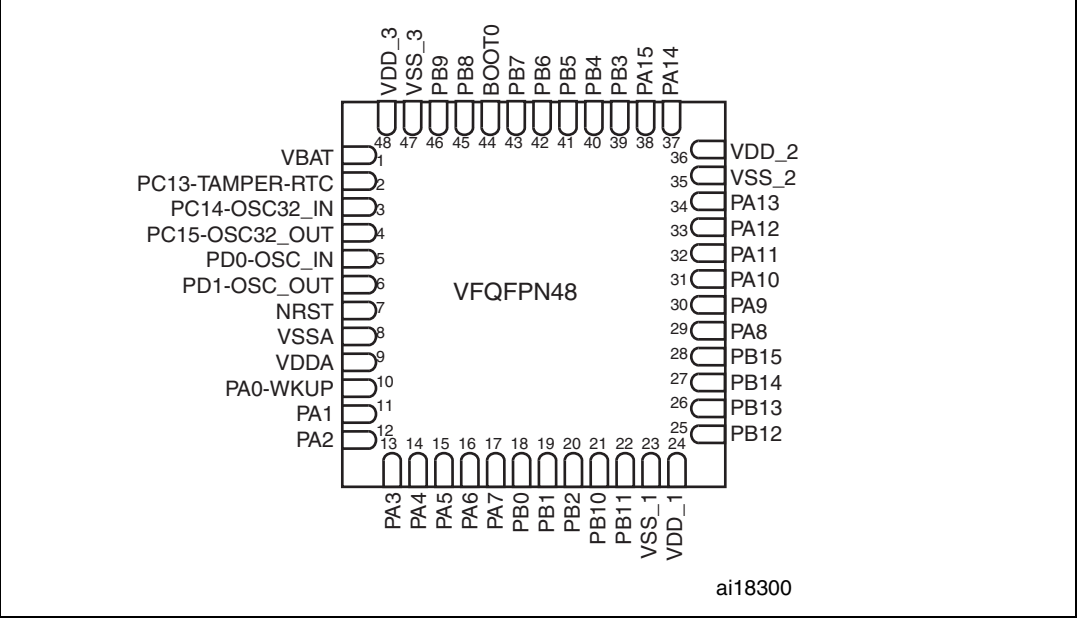 VDD_3
VSS_3
PB9
PB8
BOOT0
PB7
PB6
PB5
PB4
PB3
PA15
PA14
48 47 46 45 44 43 42 41 40 39 38 37
VBAT 1
PC13-TAMPER-RTC 2
PC14-OSC32_IN 3
PC15-OSC32_OUT 4
PD0-OSC_IN 5
PD1-OSC_OUT 6
NRST 7
VSSA 8
VDDA 9
PA0-WKUP 10
PA1 11
PA2 12
VFQFPN48
36 VDD_2
35 VSS_2
34 PA13
33 PA12
32 PA11
31 PA10
30 PA9
29 PA8
28 PB15
27 PB14
26 PB13
25 PB12
13 14 15 16 17 18 19 20 21 22 23 24
PA3
PA4
PA5
PA6
PA7
PB0
PB1
PB2
PB10
PB11
VSS_1
VDD_1
ai18300